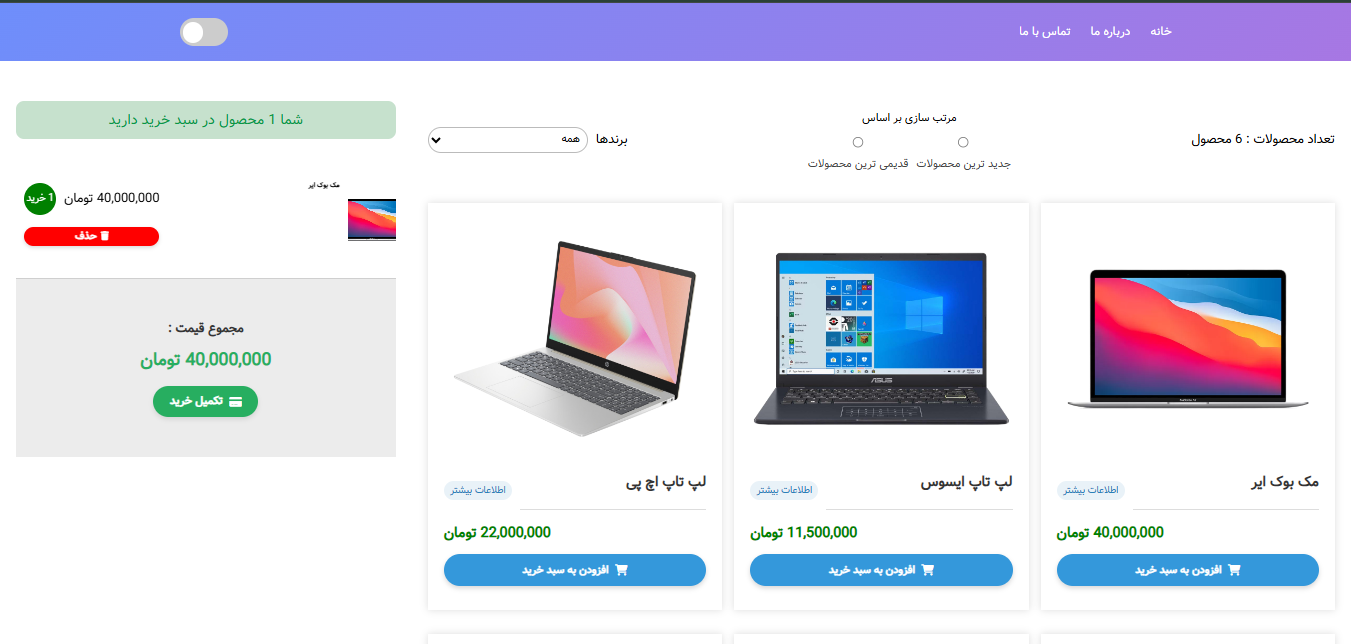 خانه
درباره ما
تماس با ما
تعداد محصولات : 6 محصول
مرتب سازی بر اساس
جدید ترین محصولات
قدیمی ترین محصولات
برندها
همه
مک بوک ایر
اطلاعات بیشتر
40,000,000 تومان
افزودن به سبد خرید
ASUS
لپ تاپ ایسوس
اطلاعات بیشتر
11,500,000 تومان
افزودن به سبد خرید
لپ تاپ اچ پی
اطلاعات بیشتر
22,000,000 تومان
افزودن به سبد خرید
شما 1 محصول در سبد خرید دارید
مک بوک ایر
40,000,000 تومان
1 خرید
حذف
مجموع قیمت :
40,000,000 تومان
تکمیل خرید